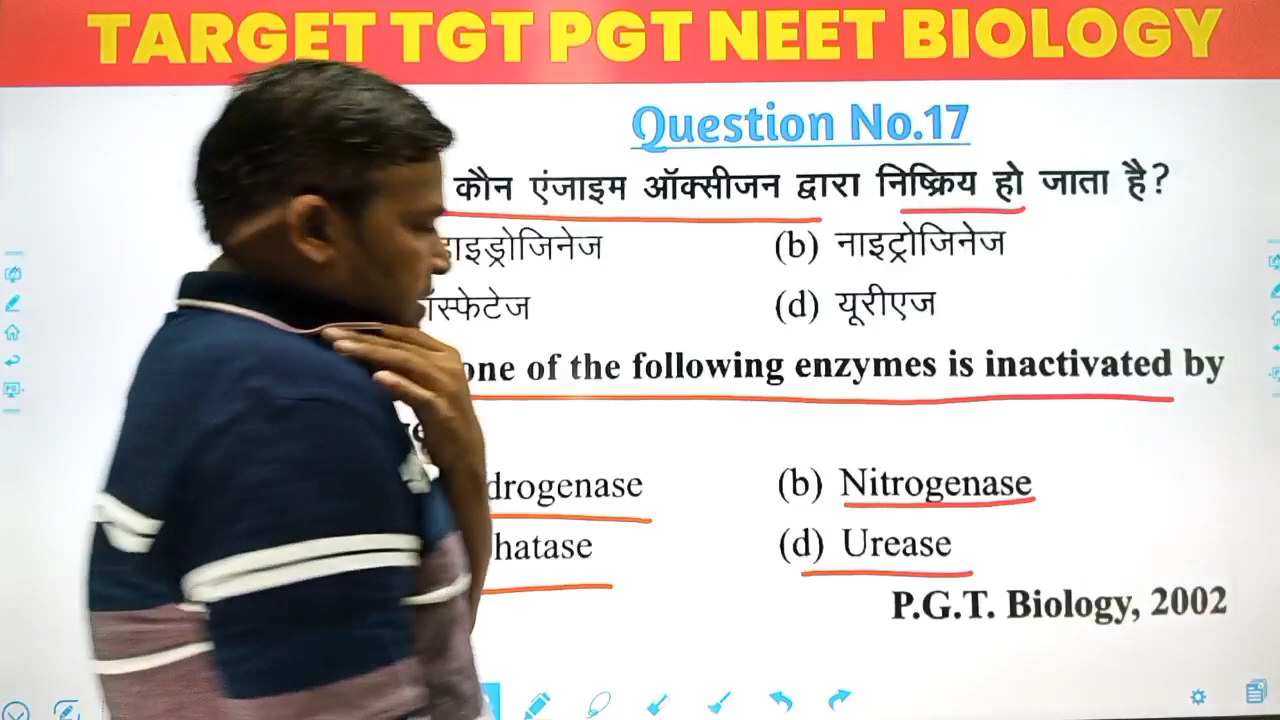 TARGET TGT PGT NEET BIOLOGY
Question No.17
कौन एंजाइम ऑक्सीजन द्वारा निष्क्रिय हो जाता है?
(b) नाइट्रोजिनेज
(d) यूरीएज
one of the following enzymes is inactivated by
(b) Nitrogenase
(d) Urease
P.G.T. Biology, 2002